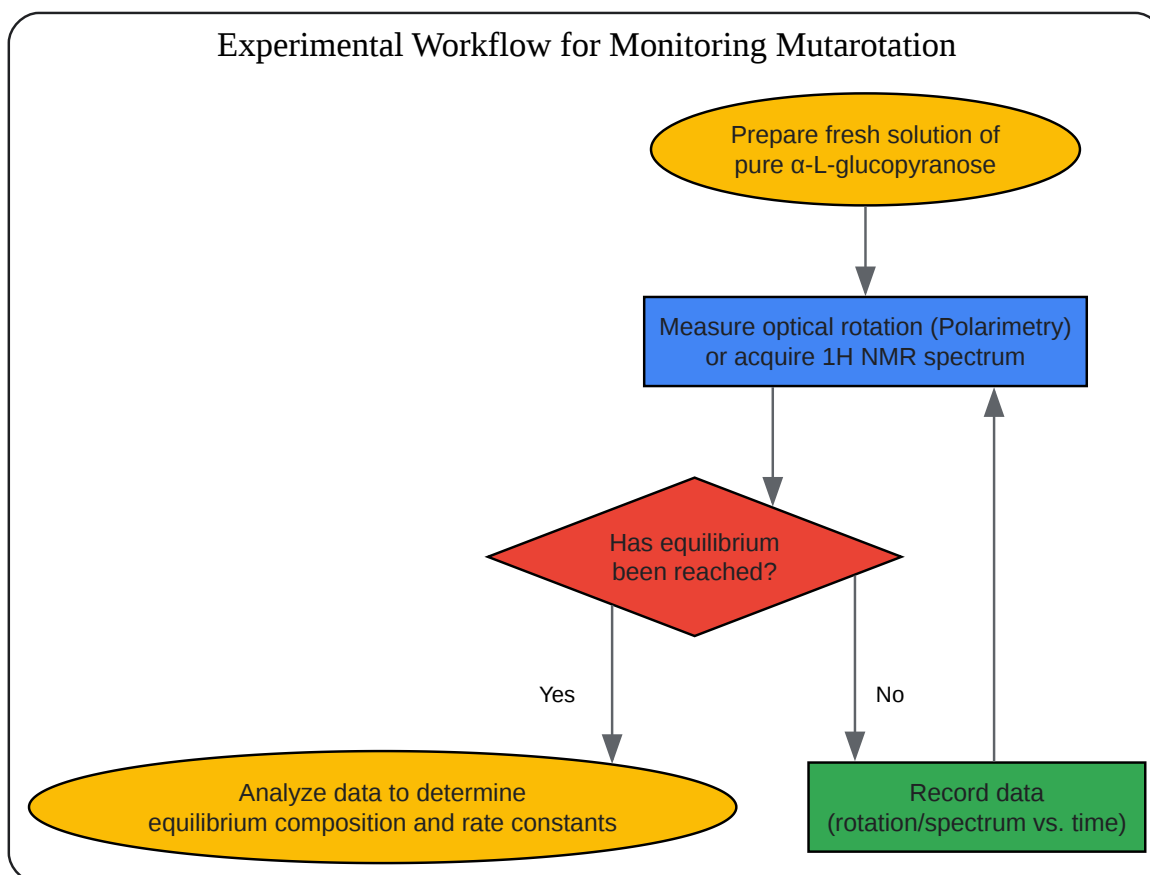 Experimental Workflow for Monitoring Mutarotation
Prepare fresh solution of
pure α-L-glucopyranose
Measure optical rotation (Polarimetry)
or acquire 1H NMR spectrum
Has equilibrium
been reached?
Yes
No
Analyze data to determine
equilibrium composition and rate constants
Record data
(rotation/spectrum vs. time)